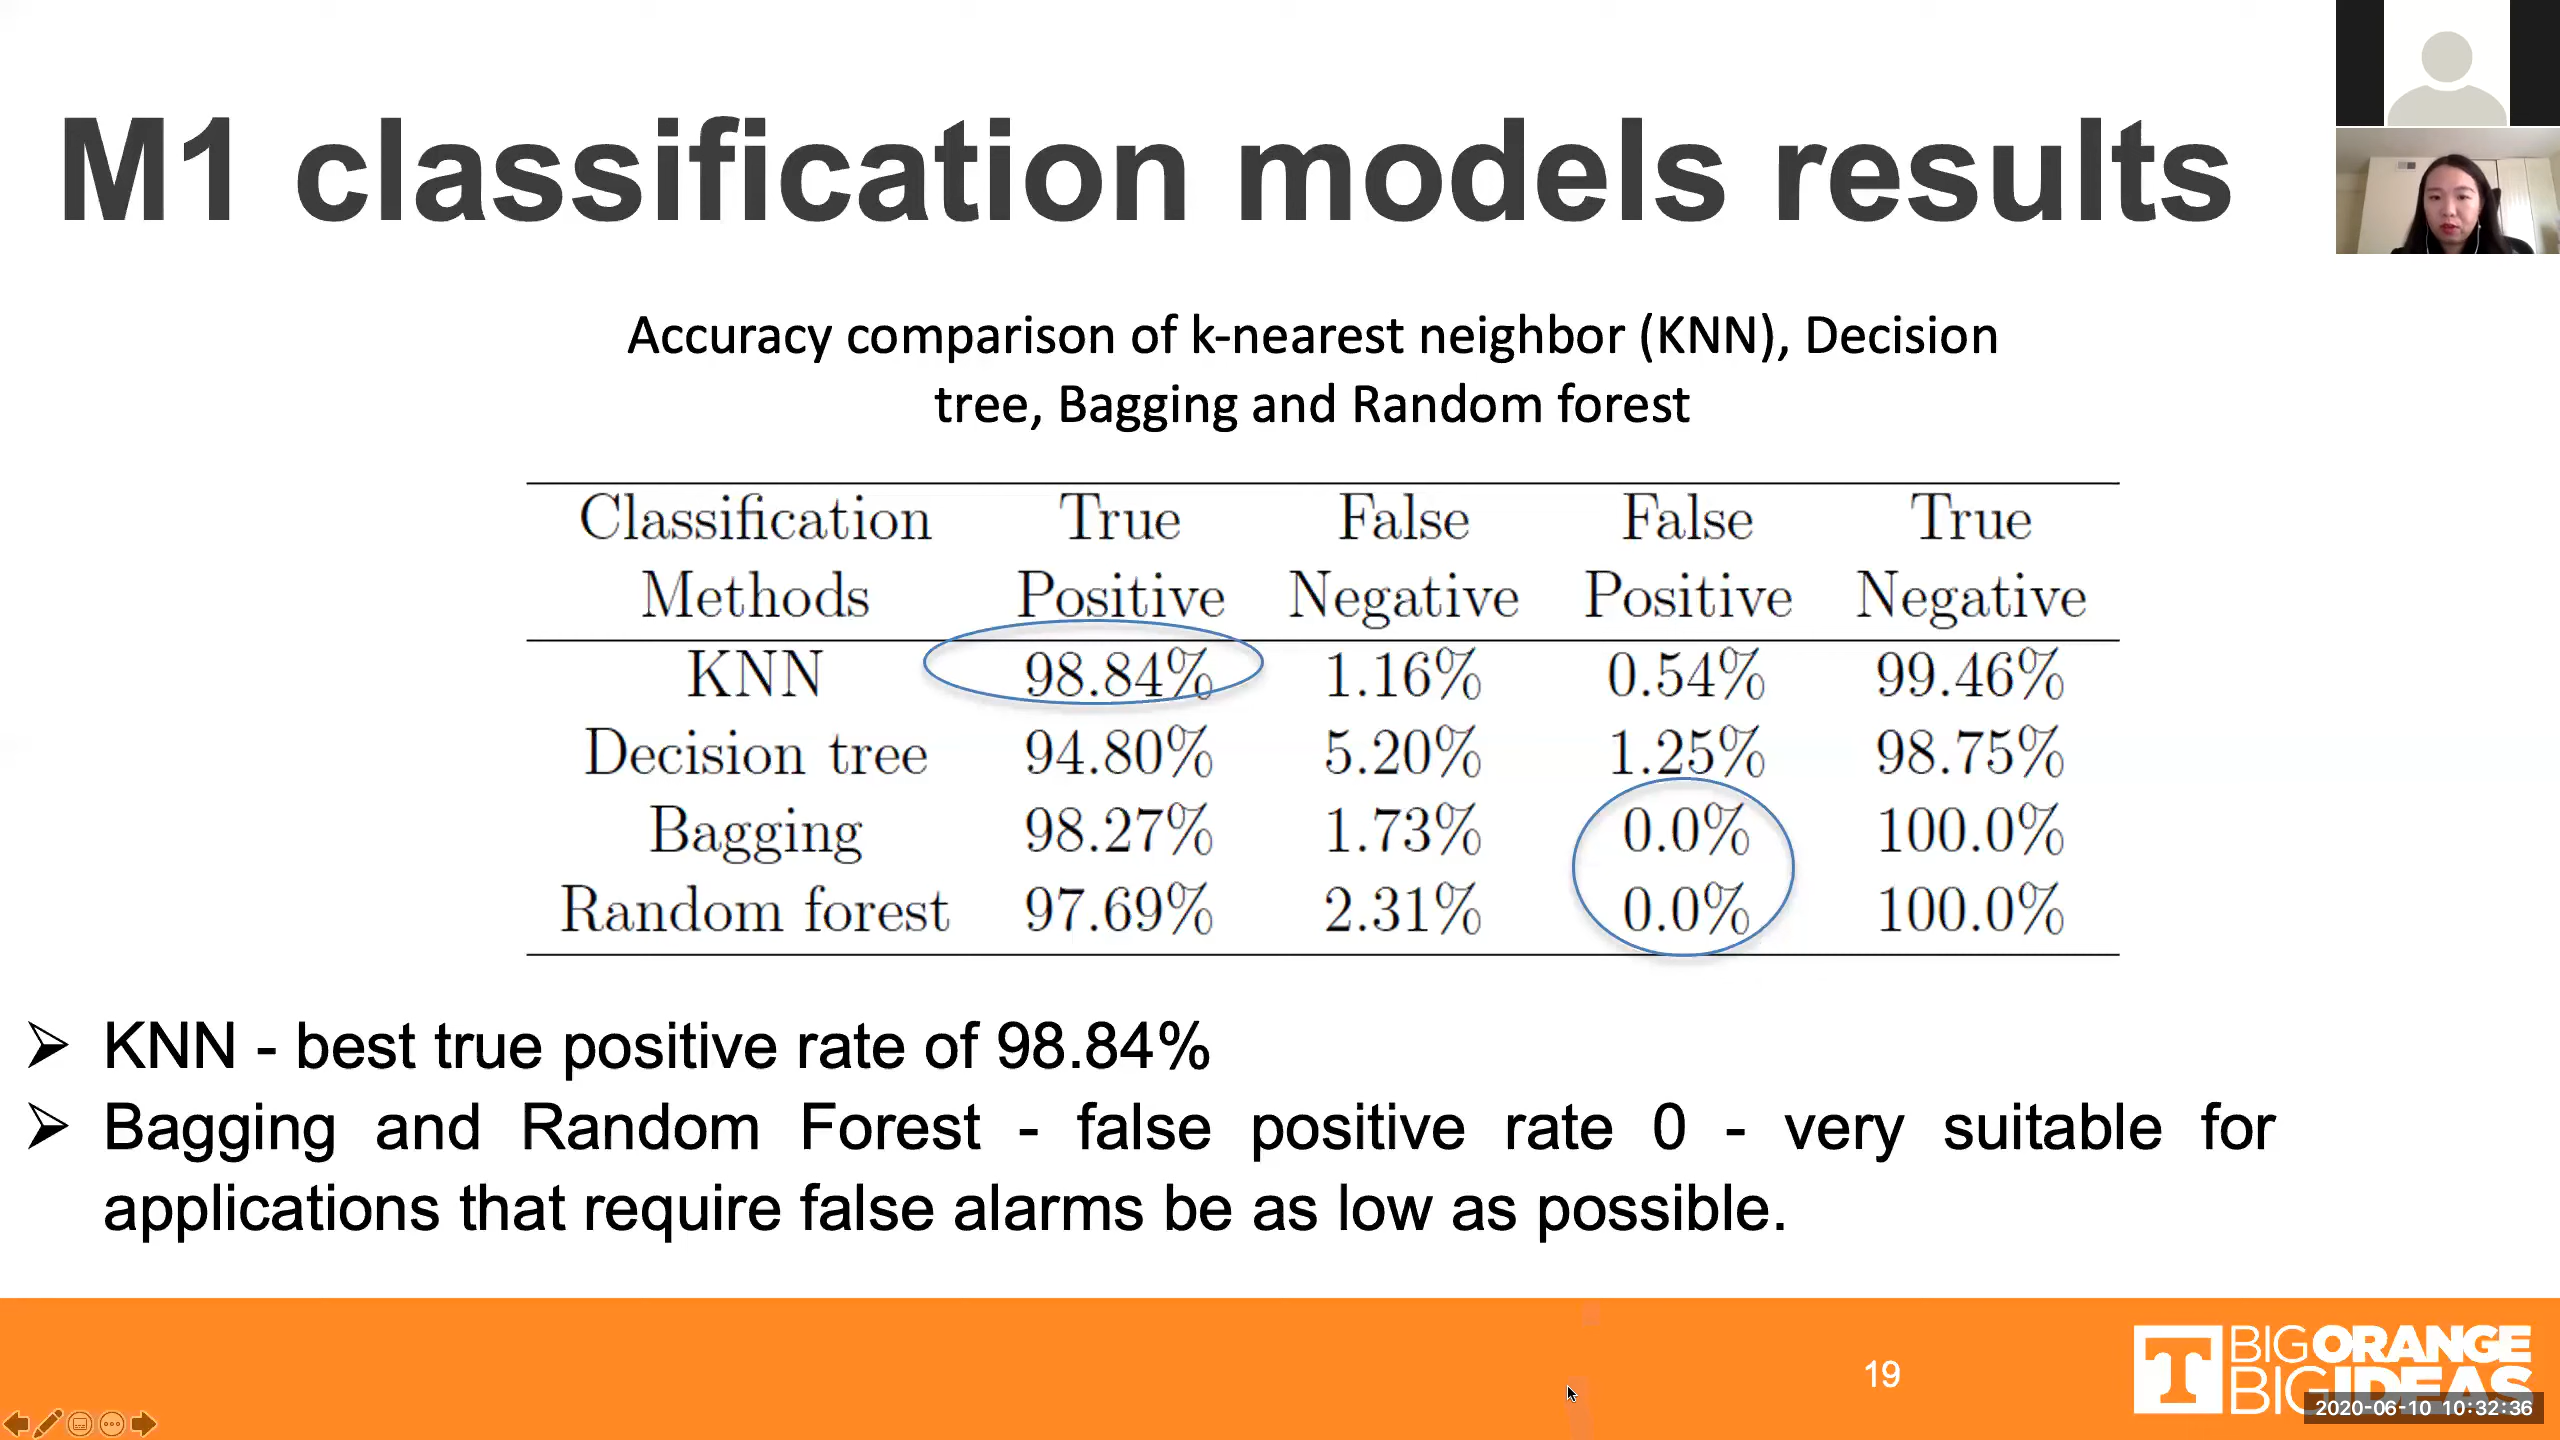 M1 classification models results
Accuracy comparison of k-nearest neighbor (KNN), Decision
tree, Bagging and Random forest
Classification True False False True
Methods Positive Negative Positive Negative
KNN 98.84% 1.16% 0.54% 99.46%
Decision tree 94.80% 5.20% 1.25% 98.75%
Bagging 98.27% 1.73% 0.0% 100.0%
Random forest 97.69% 2.31% 0.0% 100.0%
➢ KNN - best true positive rate of 98.84%
➢ Bagging and Random Forest - false positive rate 0 - very suitable for
applications that require false alarms be as low as possible.
19
T BIG ORANGE
BIG IDEAS
2020-06-10 10:32:36